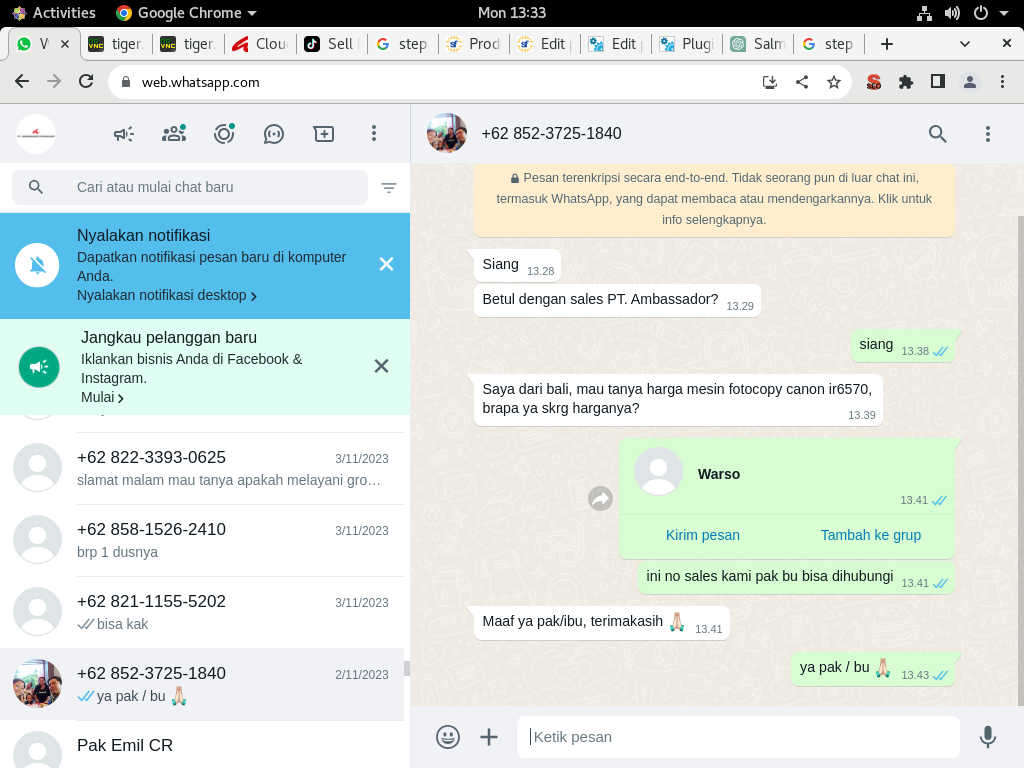 Activities
Google Chrome
Mon 13:33
W
tiger.
tiger.
Clou
Sell
step
Prod
Edit
Edit
Plugi
Salm
step
web.whatsapp.com
SEO
+62 852-3725-1840
Cari atau mulai chat baru
Nyalakan notifikasi
Dapatkan notifikasi pesan baru di komputer
Anda.
Nyalakan notifikasi desktop
Jangkau pelanggan baru
Iklankan bisnis Anda di Facebook &
Instagram.
Mulai
+62 822-3393-0625
3/11/2023
slamat malam mau tanya apakah melayani gro…
+62 858-1526-2410
3/11/2023
brp 1 dusnya
+62 821-1155-5202
3/11/2023
bisa kak
+62 852-3725-1840
2/11/2023
ya pak / bu 🙏🏻
Pak Emil CR
Pesan terenkripsi secara end-to-end. Tidak seorang pun di luar chat ini,
termasuk WhatsApp, yang dapat membaca atau mendengarkannya. Klik untuk
info selengkapnya.
Siang 13.28
Betul dengan sales PT. Ambassador? 13.29
siang 13.38
Saya dari bali, mau tanya harga mesin fotocopy canon ir6570,
brapa ya skrg harganya? 13.39
Warso
13.41
Kirim pesan
Tambah ke grup
ini no sales kami pak bu bisa dihubungi 13.41
Maaf ya pak/ibu, terimakasih 🙏🏻 13.41
ya pak / bu 🙏🏻 13.43
Ketik pesan